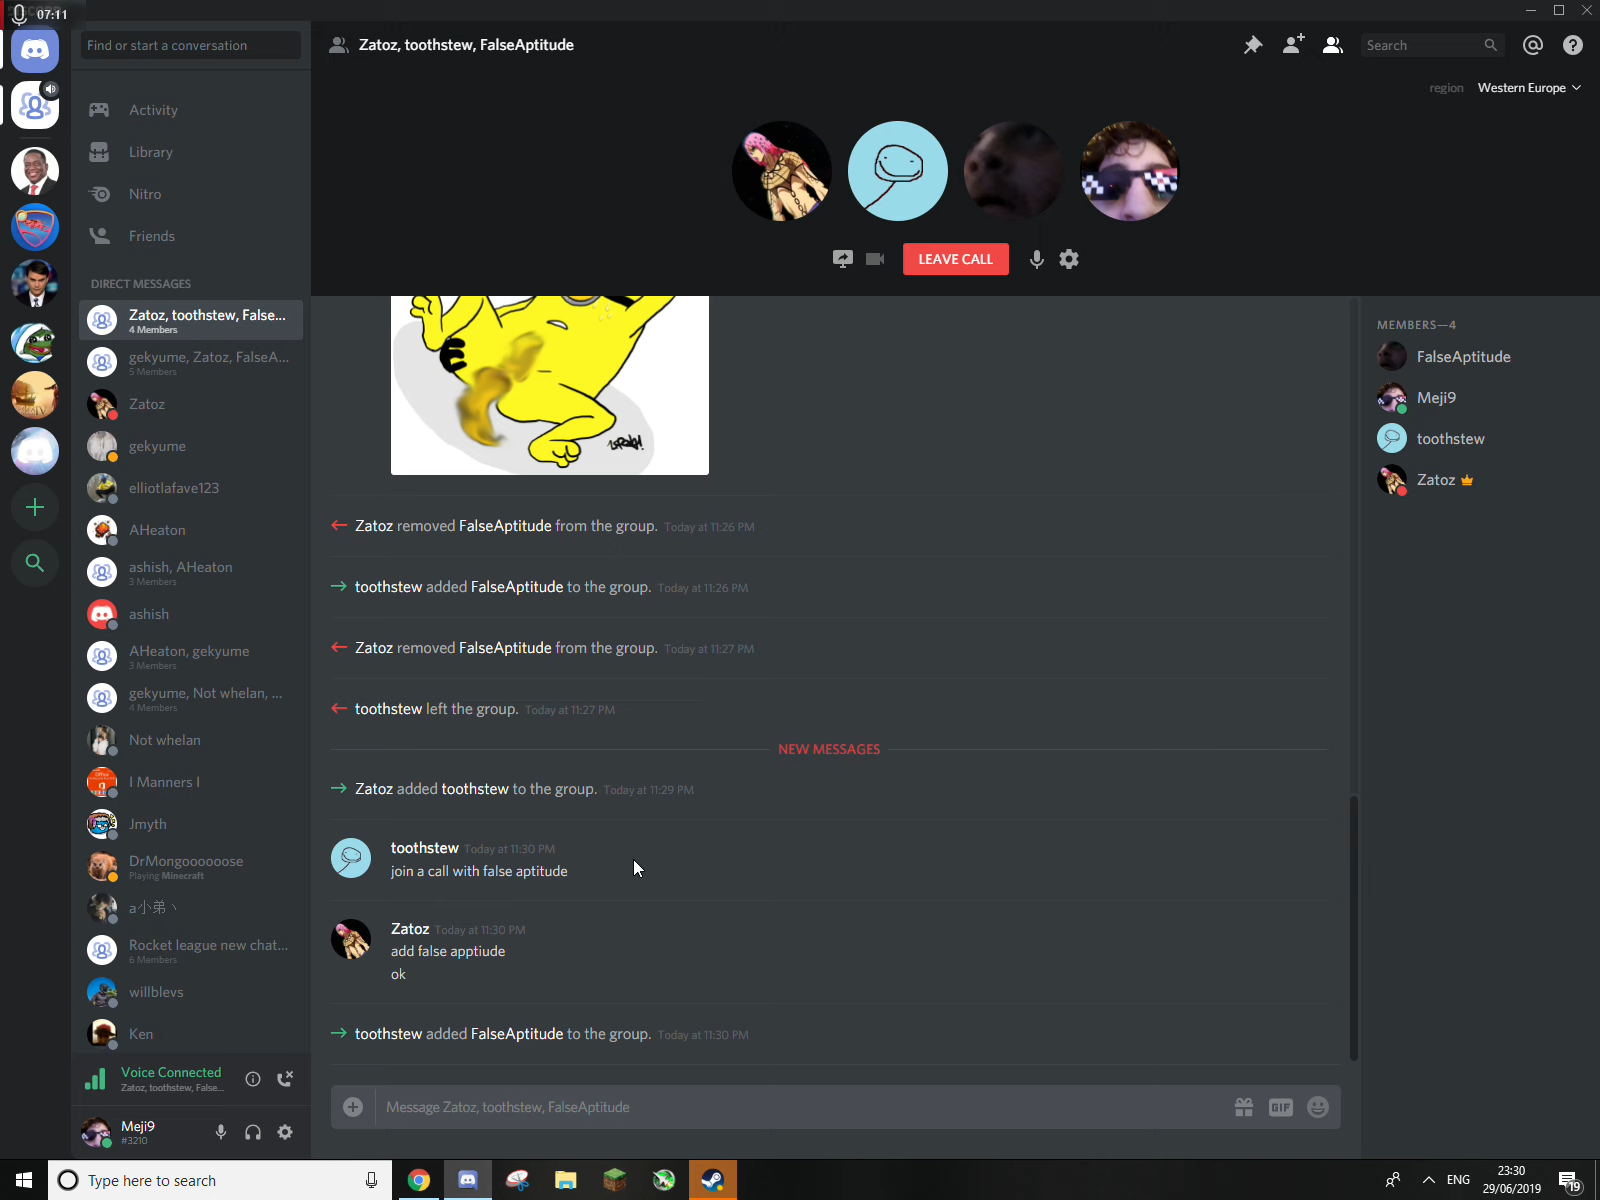 07:11
Find or start a conversation
Activity
Library
Nitro
Friends
DIRECT MESSAGES
Zatoz, toothstew, False...
4 Members
gekyume, Zatoz, FalseA...
5 Members
Zatoz
gekyume
elliotlafave123
AHeaton
ashish, AHeaton
3 Members
ashish
AHeaton, gekyume
3 Members
gekyume, Not whelan, ...
4 Members
Not whelan
I Manners I
Jmyth
DrMongoooooose
Playing Minecraft
a小弟丶
Rocket league new chat...
6 Members
willblevs
Ken
Voice Connected
Zatoz, toothstew, False...
Meji9
#3210
Zatoz, toothstew, FalseAptitude
Search
region Western Europe
LEAVE CALL
Zatoz removed FalseAptitude from the group. Today at 11:26 PM
toothstew added FalseAptitude to the group. Today at 11:26 PM
Zatoz removed FalseAptitude from the group. Today at 11:27 PM
toothstew left the group. Today at 11:27 PM
NEW MESSAGES
Zatoz added toothstew to the group. Today at 11:29 PM
toothstew Today at 11:30 PM
join a call with false aptitude
Zatoz Today at 11:30 PM
add false apptiude
ok
toothstew added FalseAptitude to the group. Today at 11:30 PM
Message Zatoz, toothstew, FalseAptitude
GIF
MEMBERS—4
FalseAptitude
Meji9
toothstew
Zatoz
Type here to search
ENG
23:30
29/06/2019
19